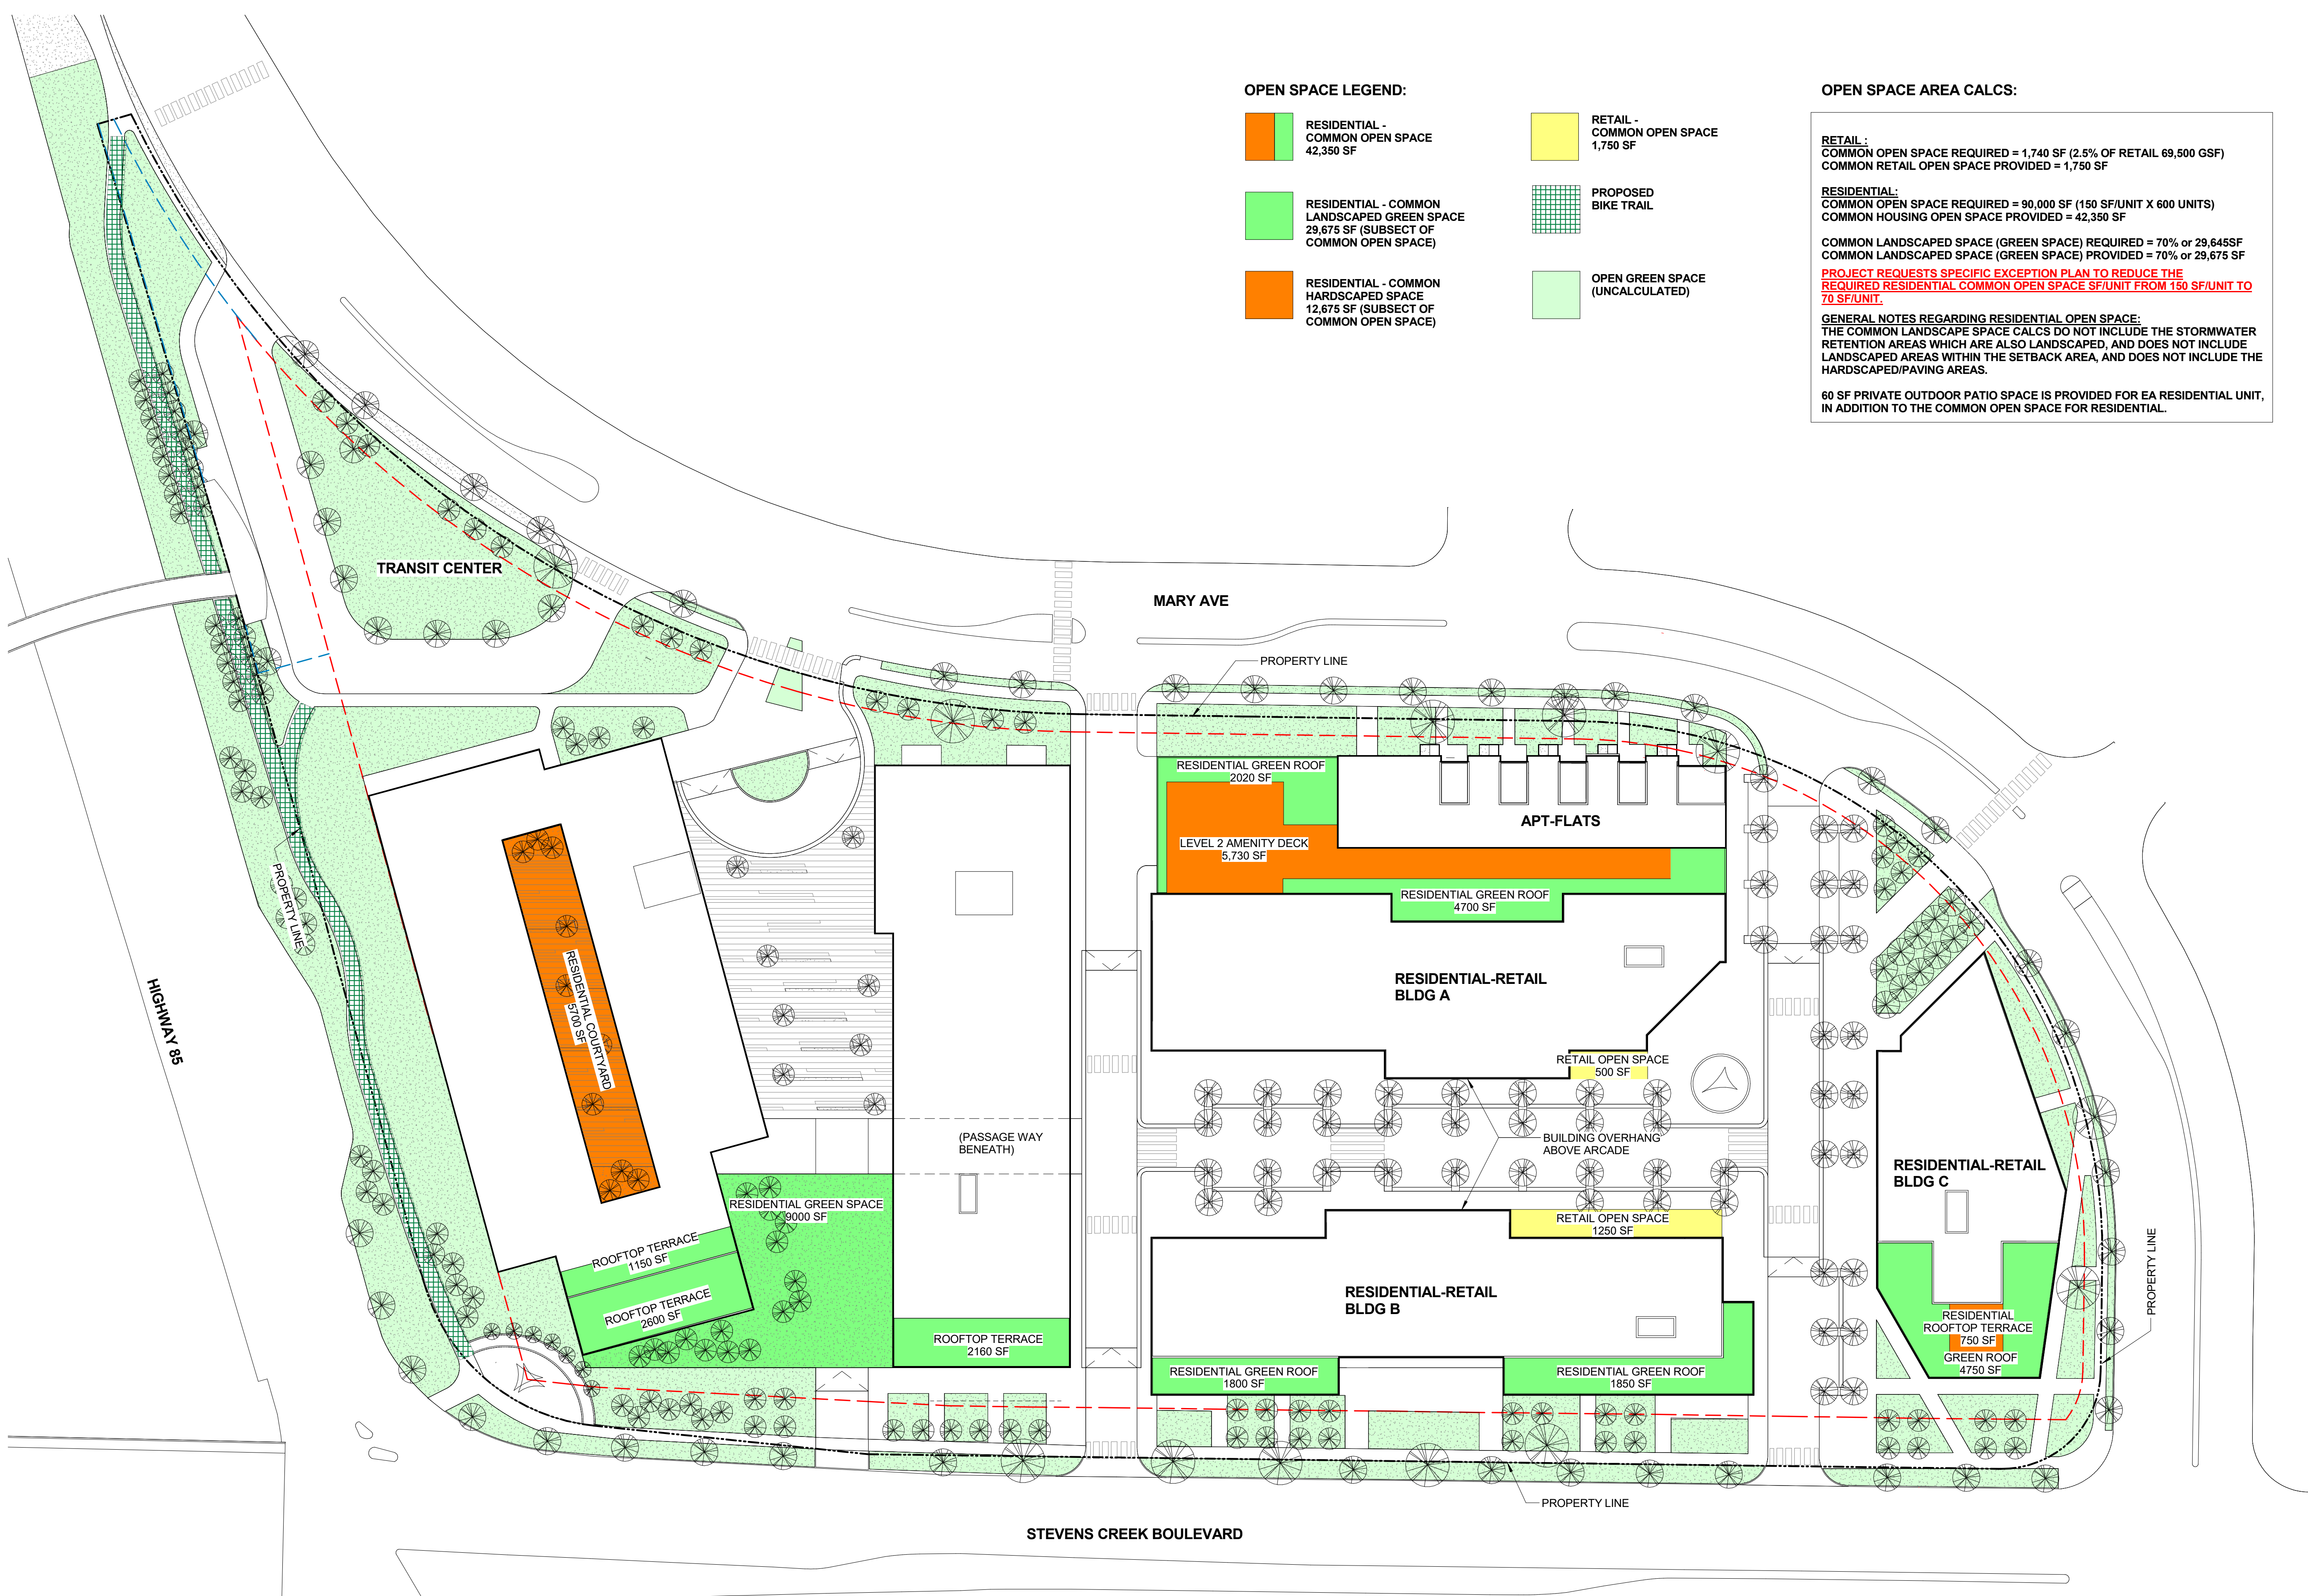 OPEN SPACE LEGEND:
RESIDENTIAL -
COMMON OPEN SPACE
42,350 SF
RESIDENTIAL - COMMON
LANDSCAPED GREEN SPACE
29,675 SF (SUBSECT OF
COMMON OPEN SPACE)
RESIDENTIAL - COMMON
HARDSCAPED SPACE
12,675 SF (SUBSECT OF
COMMON OPEN SPACE)
RETAIL -
COMMON OPEN SPACE
1,750 SF
PROPOSED
BIKE TRAIL
OPEN GREEN SPACE
(UNCALCULATED)
OPEN SPACE AREA CALCS:
RETAIL :
COMMON OPEN SPACE REQUIRED = 1,740 SF (2.5% OF RETAIL 69,500 GSF)
COMMON RETAIL OPEN SPACE PROVIDED = 1,750 SF
RESIDENTIAL:
COMMON OPEN SPACE REQUIRED = 90,000 SF (150 SF/UNIT X 600 UNITS)
COMMON HOUSING OPEN SPACE PROVIDED = 42,350 SF
COMMON LANDSCAPED SPACE (GREEN SPACE) REQUIRED = 70% or 29,645SF
COMMON LANDSCAPED SPACE (GREEN SPACE) PROVIDED = 70% or 29,675 SF
PROJECT REQUESTS SPECIFIC EXCEPTION PLAN TO REDUCE THE
REQUIRED RESIDENTIAL COMMON OPEN SPACE SF/UNIT FROM 150 SF/UNIT TO
70 SF/UNIT.
GENERAL NOTES REGARDING RESIDENTIAL OPEN SPACE:
THE COMMON LANDSCAPE SPACE CALCS DO NOT INCLUDE THE STORMWATER
RETENTION AREAS WHICH ARE ALSO LANDSCAPED, AND DOES NOT INCLUDE
LANDSCAPED AREAS WITHIN THE SETBACK AREA, AND DOES NOT INCLUDE THE
HARDSCAPED/PAVING AREAS.
60 SF PRIVATE OUTDOOR PATIO SPACE IS PROVIDED FOR EA RESIDENTIAL UNIT,
IN ADDITION TO THE COMMON OPEN SPACE FOR RESIDENTIAL.
TRANSIT CENTER
MARY AVE
PROPERTY LINE
RESIDENTIAL GREEN ROOF
2020 SF
APT-FLATS
LEVEL 2 AMENITY DECK
5,730 SF
RESIDENTIAL GREEN ROOF
4700 SF
PROPERTY LINE
RESIDENTIAL COURTYARD
5700 SF
HIGHWAY 85
RESIDENTIAL-RETAIL
BLDG A
RETAIL OPEN SPACE
500 SF
(PASSAGE WAY
BENEATH)
BUILDING OVERHANG
ABOVE ARCADE
RESIDENTIAL-RETAIL
BLDG C
RESIDENTIAL GREEN SPACE
9000 SF
RETAIL OPEN SPACE
1250 SF
ROOFTOP TERRACE
1150 SF
ROOFTOP TERRACE
2600 SF
RESIDENTIAL-RETAIL
BLDG B
PROPERTY LINE
RESIDENTIAL
ROOFTOP TERRACE
750 SF
GREEN ROOF
4750 SF
ROOFTOP TERRACE
2160 SF
RESIDENTIAL GREEN ROOF
1800 SF
RESIDENTIAL GREEN ROOF
1850 SF
PROPERTY LINE
STEVENS CREEK BOULEVARD